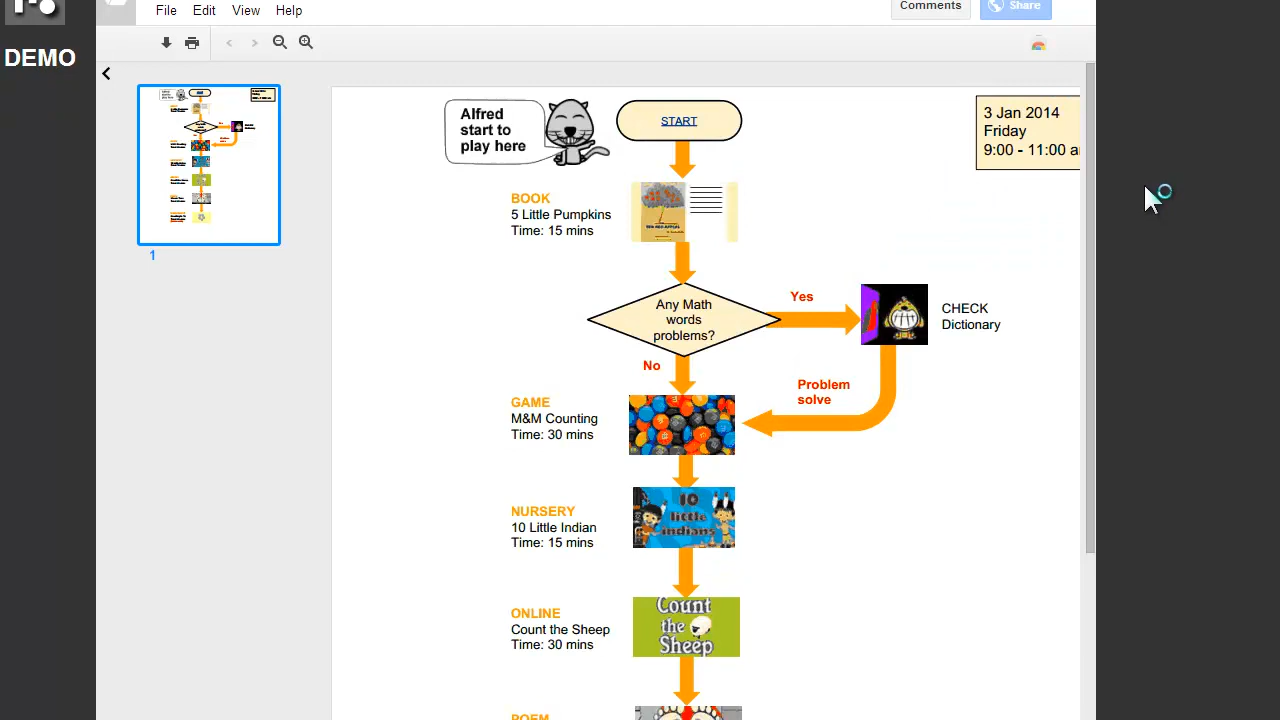 File Edit View Help
Comments
Share
DEMO
Alfred
start to
play here
START
3 Jan 2014
Friday
9:00 - 11:00 a
BOOK
5 Little Pumpkins
Time: 15 mins
Any Math
words
problems?
Yes
CHECK
Dictionary
No
Problem
solve
GAME
M&M Counting
Time: 30 mins
NURSERY
10 Little Indian
Time: 15 mins
10
little
indians
ONLINE
Count the Sheep
Time: 30 mins
Count
the
Sheep
POEM
1